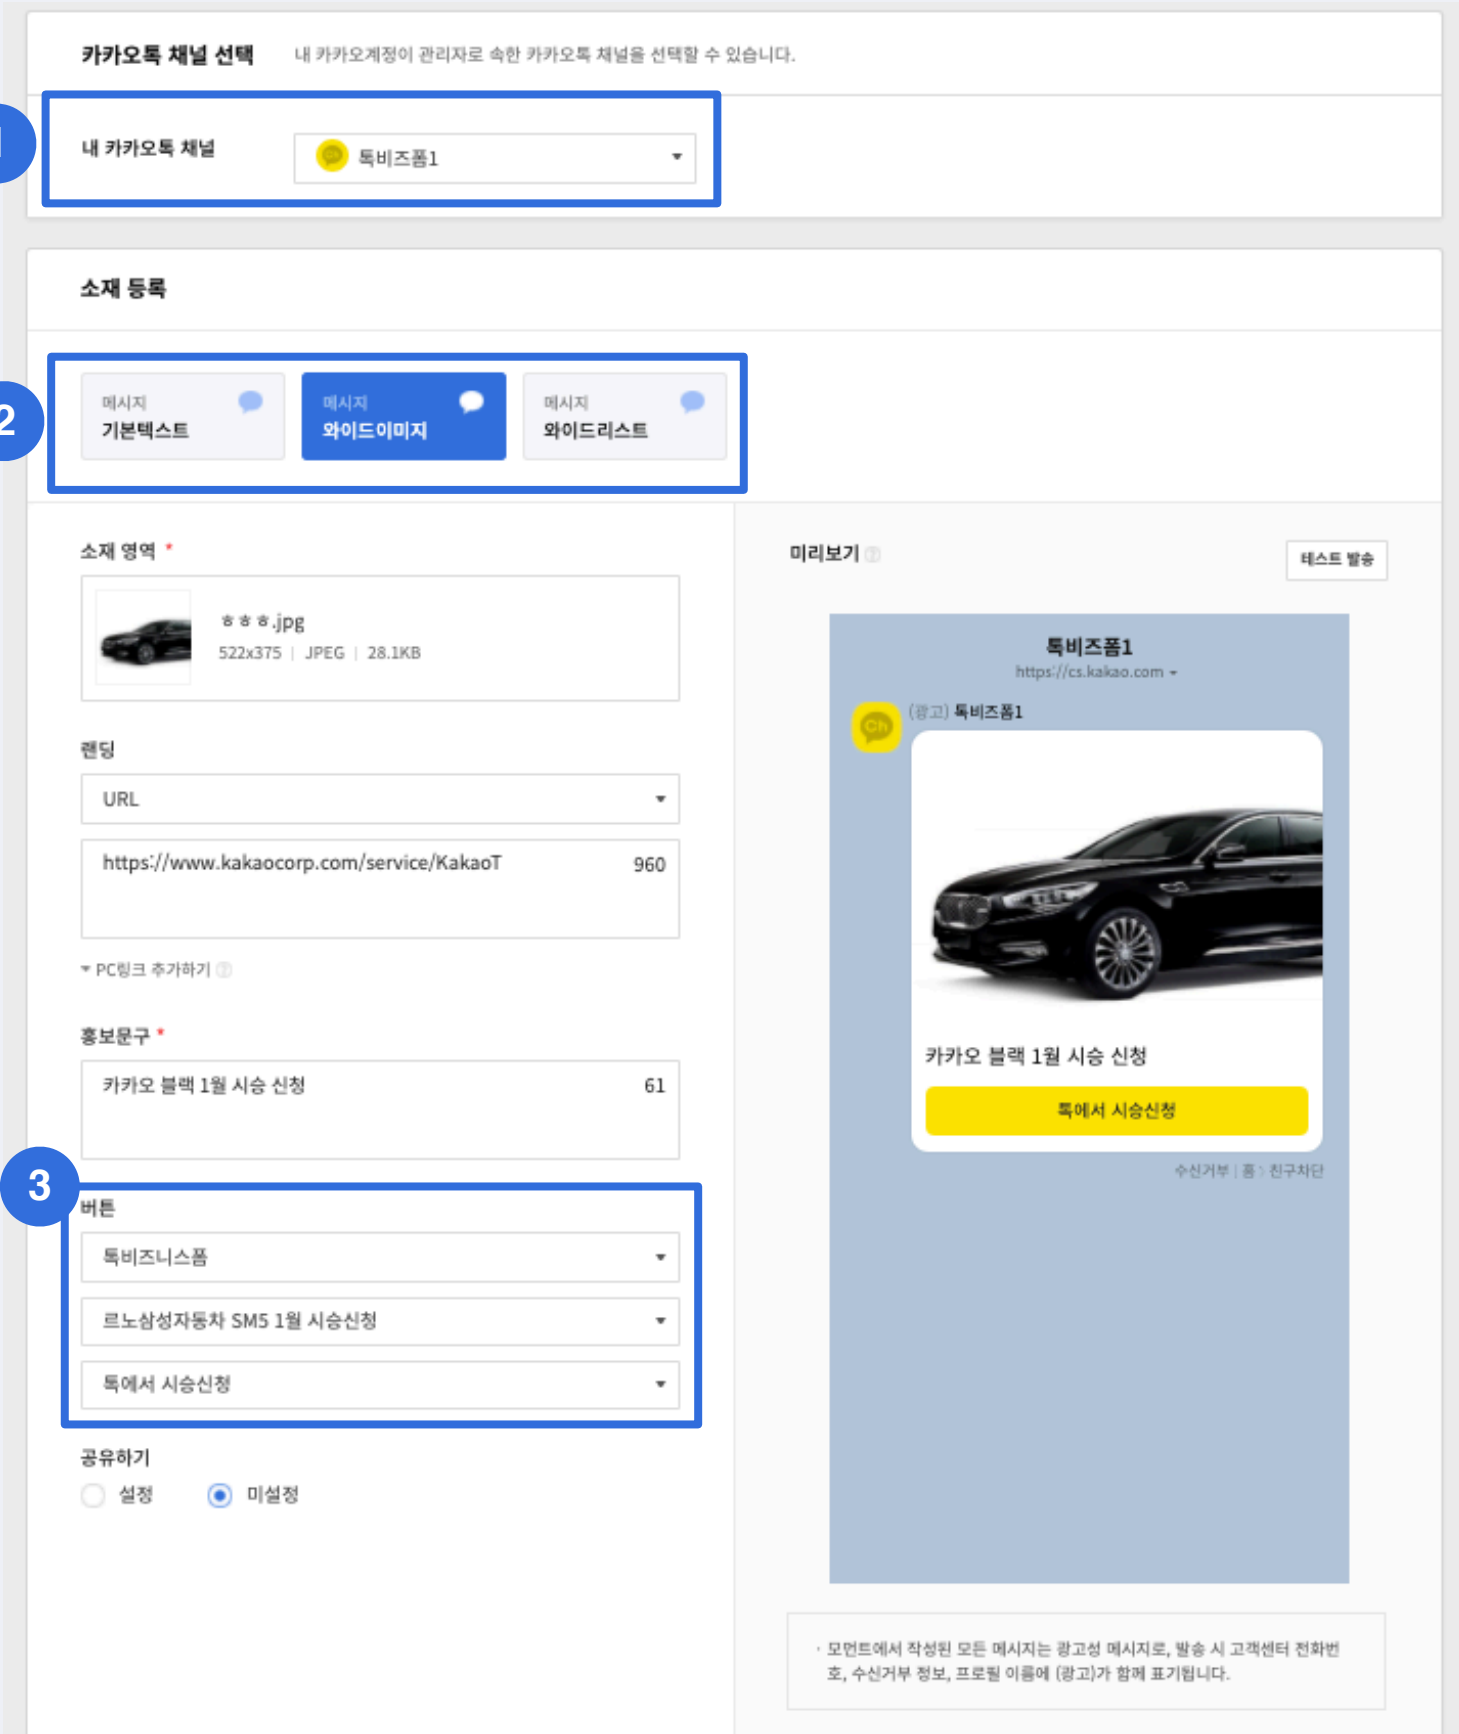 카카오톡 채널 선택 내 카카오계정이 관리자로 속한 카카오톡 채널을 선택할 수 있습니다.
1
내 카카오톡 채널 Ch 톡비즈폼1
소재 등록
2
메시지 메시지 메시지
기본텍스트 와이드이미지 와이드리스트
소재 영역 *
ㅎㅎㅎ.jpg
522x375 | JPEG | 28.1KB
랜딩
URL
https://www.kakaocorp.com/service/KakaoT 960
PC링크 추가하기 ?
홍보문구 *
카카오 블랙 1월 시승 신청 61
3
버튼
톡비즈니스폼
르노삼성자동차 SM5 1월 시승신청
톡에서 시승신청
공유하기
설정 미설정
미리보기 ? 테스트 발송
톡비즈폼1
https://cs.kakao.com
Ch (광고) 톡비즈폼1
카카오 블랙 1월 시승 신청
톡에서 시승신청
수신거부 | 홈 > 친구차단
· 모먼트에서 작성된 모든 메시지는 광고성 메시지로, 발송 시 고객센터 전화번
호, 수신거부 정보, 프로필 이름에 (광고)가 함께 표기됩니다.